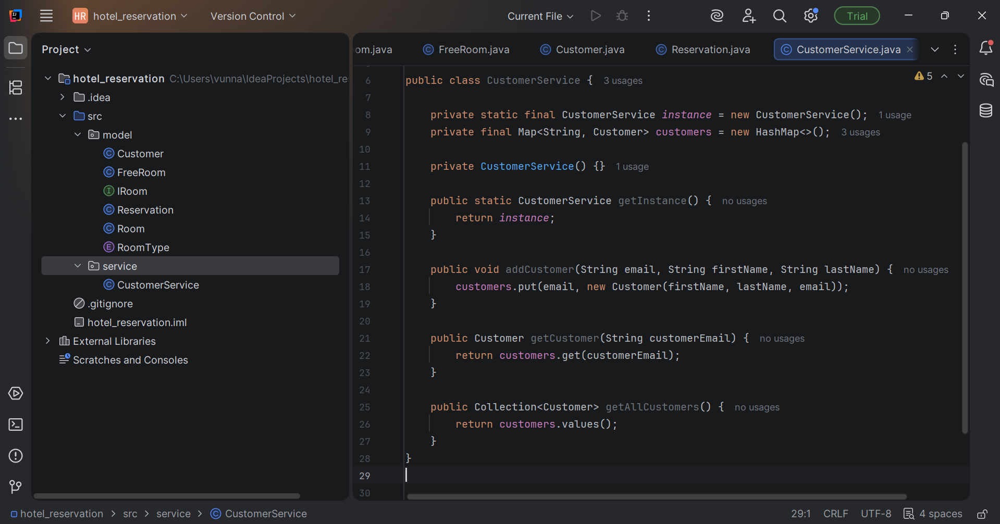 HR hotel_reservation
Version Control
Current File
Trial
Project
om.java
FreeRoom.java
Customer.java
Reservation.java
CustomerService.java
hotel_reservation C:\Users\vunna\IdeaProjects\hotel_re
.idea
src
model
Customer
FreeRoom
IRoom
Reservation
Room
RoomType
service
CustomerService
.gitignore
hotel_reservation.iml
External Libraries
Scratches and Consoles
5
6 public class CustomerService { 3 usages
7
8 private static final CustomerService instance = new CustomerService(); 1 usage
9 private final Map<String, Customer> customers = new HashMap<>(); 3 usages
10
11 private CustomerService() {} 1 usage
12
13 public static CustomerService getInstance() { no usages
14 return instance;
15 }
16
17 public void addCustomer(String email, String firstName, String lastName) { no usages
18 customers.put(email, new Customer(firstName, lastName, email));
19 }
20
21 public Customer getCustomer(String customerEmail) { no usages
22 return customers.get(customerEmail);
23 }
24
25 public Collection<Customer> getAllCustomers() { no usages
26 return customers.values();
27 }
28 }
29
30
hotel_reservation > src > service > CustomerService
29:1 CRLF UTF-8 4 spaces